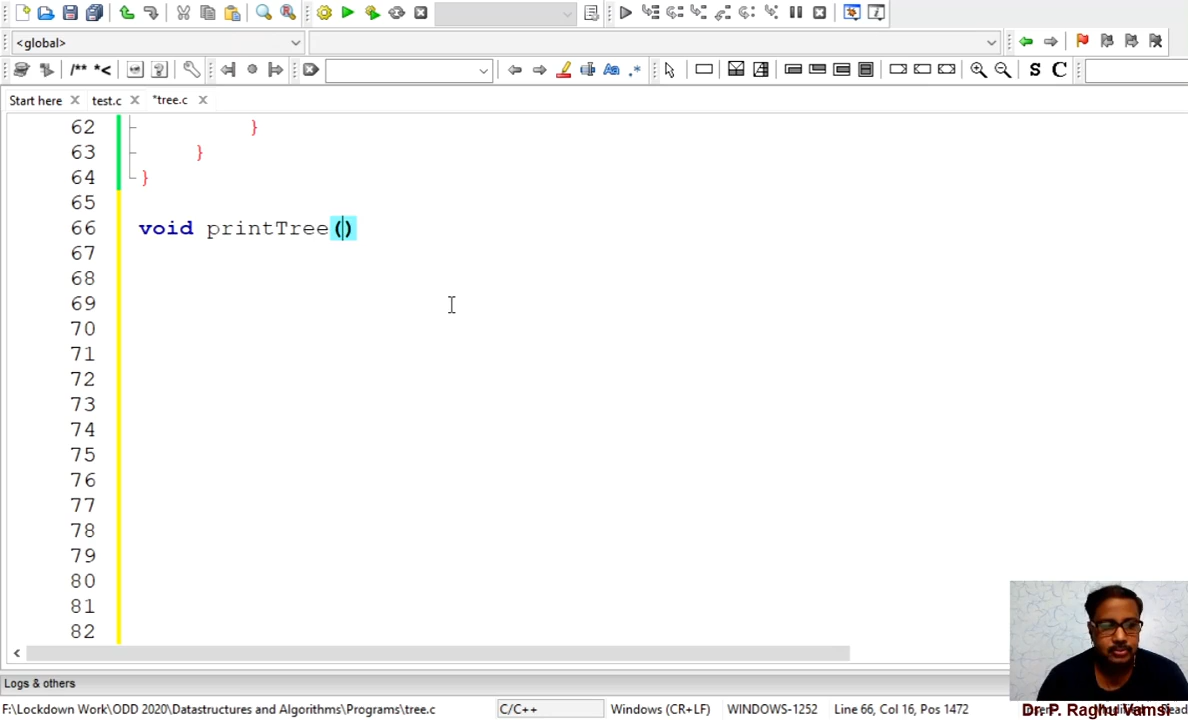 <global>
/** *<
Aa .*
S C
Start here test.c *tree.c
62 }
63 }
64 }
65
66 void printTree()
67
68
69
70
71
72
73
74
75
76
77
78
79
80
81
82
Logs & others
F:\Lockdown Work\ODD 2020\Datastructures and Algorithms\Programs\tree.c C/C++ Windows (CR+LF) WINDOWS-1252 Line 66, Col 16, Pos 1472
Dr. P. Raghu Vamsi